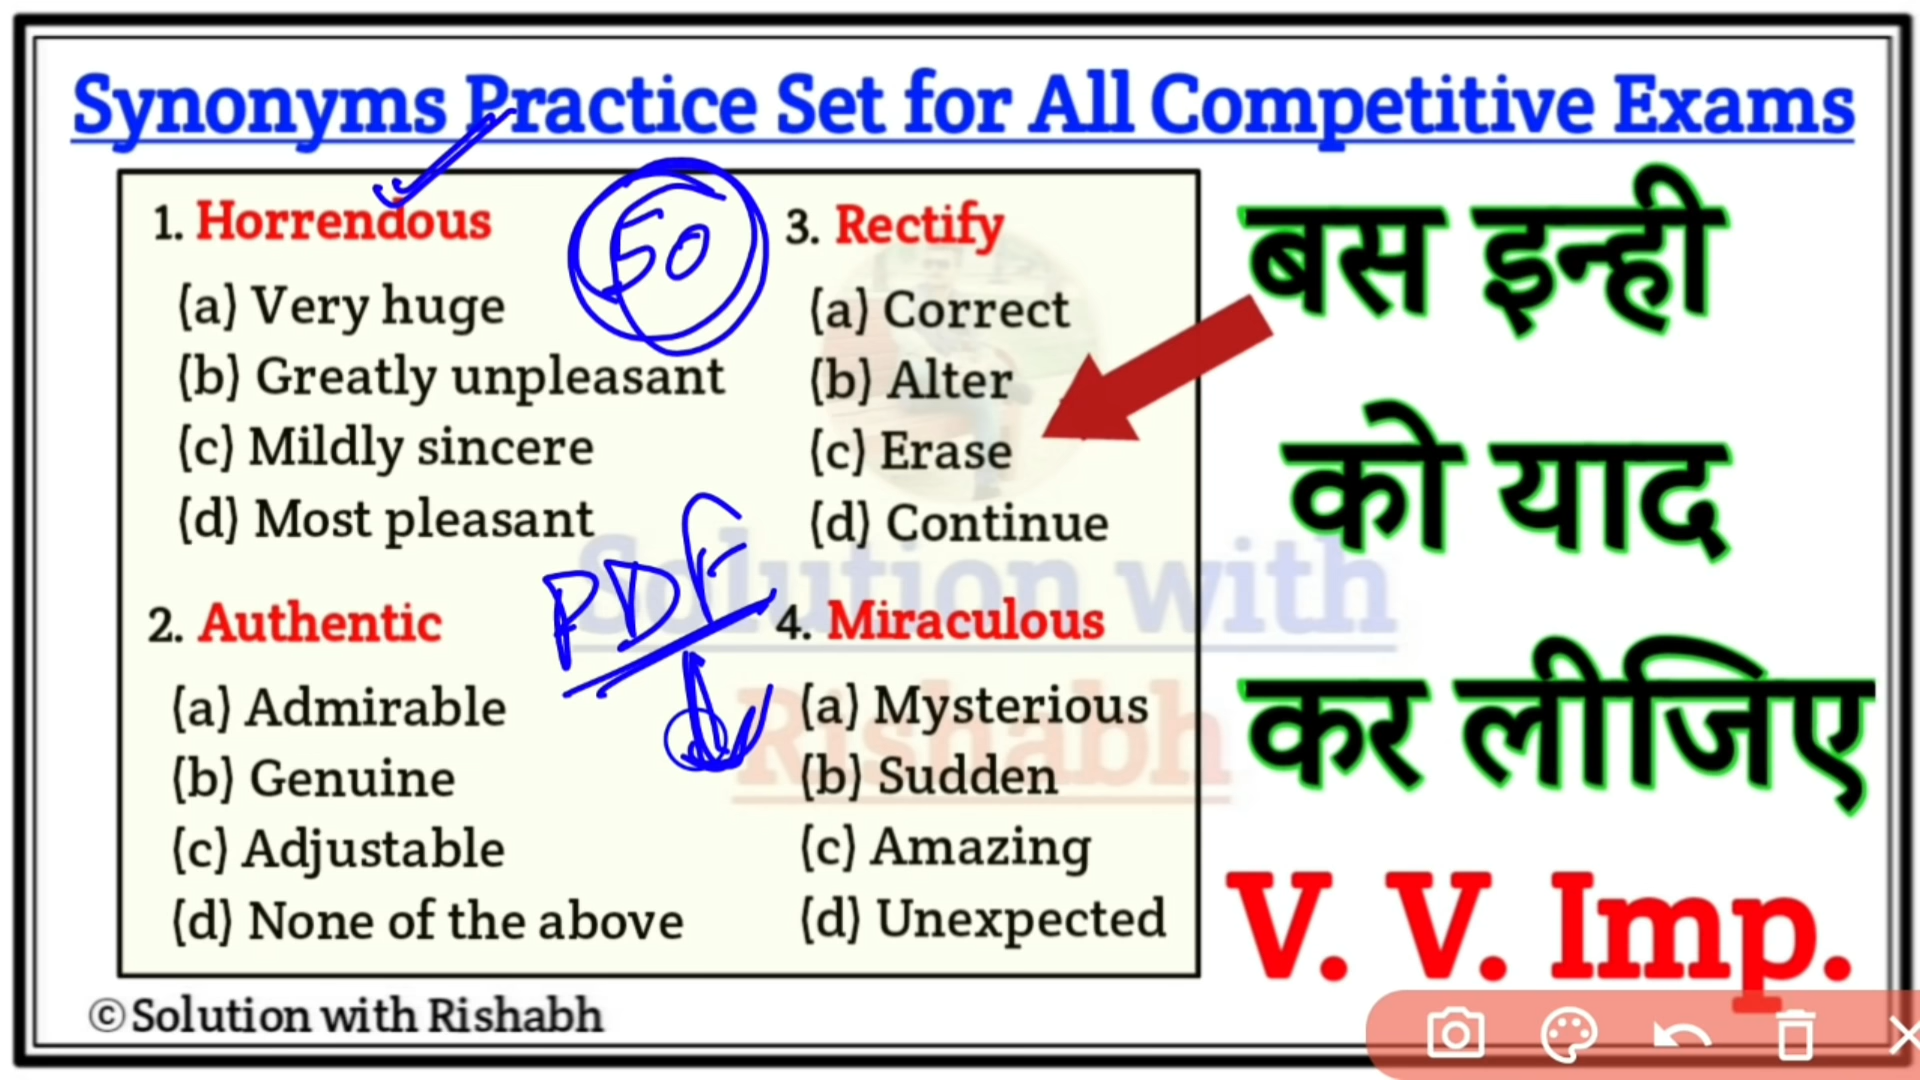 Synonyms Practice Set for All Competitive Exams
1. Horrendous
(a) Very huge
(b) Greatly unpleasant
(c) Mildly sincere
(d) Most pleasant
2. Authentic
(a) Admirable
(b) Genuine
(c) Adjustable
(d) None of the above
50
PDF
3. Rectify
(a) Correct
(b) Alter
(c) Erase
(d) Continue
4. Miraculous
(a) Mysterious
(b) Sudden
(c) Amazing
(d) Unexpected
Solution with
Rishabh
बस इन्ही
को याद
कर लीजिए
V. V. Imp.
©Solution with Rishabh